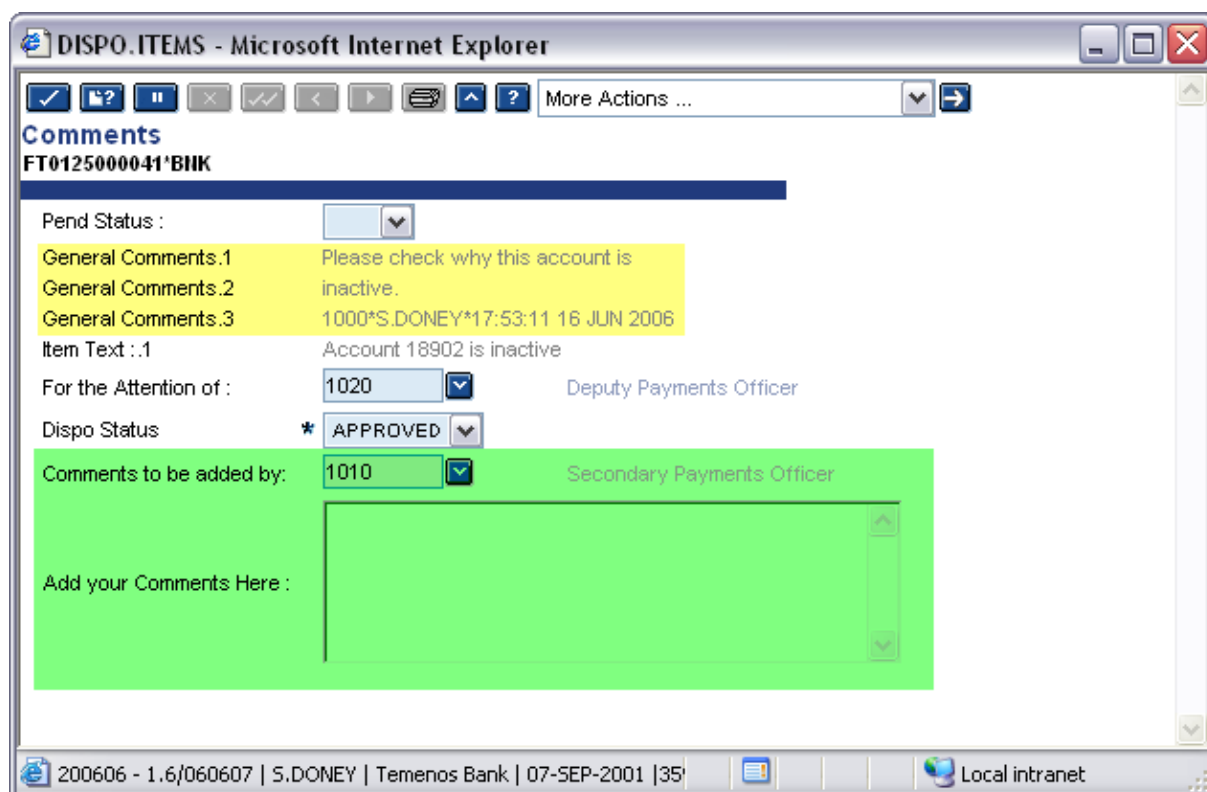 DISPO.ITEMS - Microsoft Internet Explorer
More Actions ...
Comments
FT0125000041*BNK
Pend Status :
General Comments.1 Please check why this account is
General Comments.2 inactive.
General Comments.3 1000*S.DONEY*17:53:11 16 JUN 2006
Item Text :.1 Account 18902 is inactive
For the Attention of : 1020 Deputy Payments Officer
Dispo Status * APPROVED
Comments to be added by: 1010 Secondary Payments Officer
Add your Comments Here :
200606 - 1.6/060607 | S.DONEY | Temenos Bank | 07-SEP-2001 |35 Local intranet